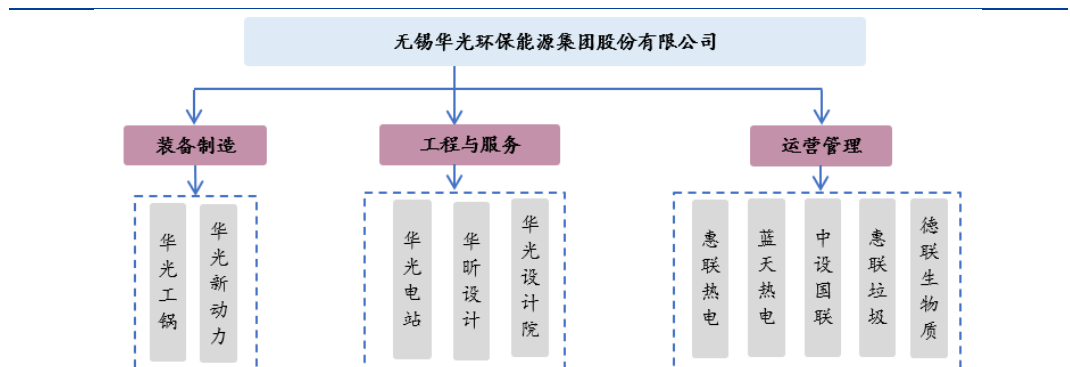 无锡华光环保能源集团股份有限公司
装备制造
工程与服务
运营管理
华光工锅
华光新动力
华光电站
华昕设计
华光设计院
惠联热电
蓝天热电
中设国联
惠联垃圾
德联生物质